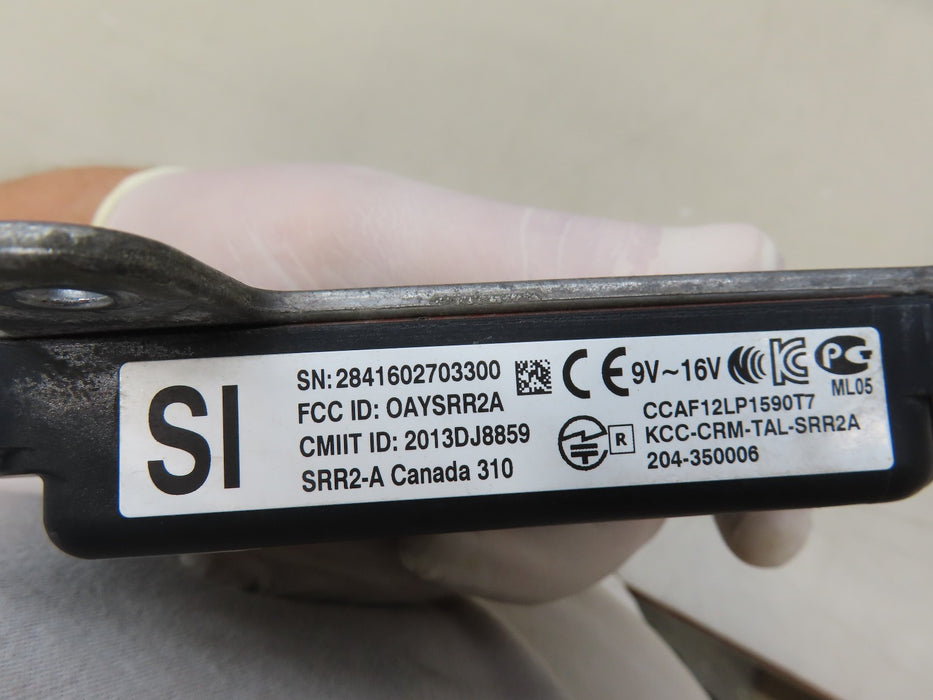 SI
SN:2841602703300
FCC ID: OAYSRR2A
CMIIT ID: 2013DJ8859
SRR2-A Canada 310
CE 9V~16V
ML05
CCAF12LP1590T7
R KCC-CRM-TAL-SRR2A
204-350006